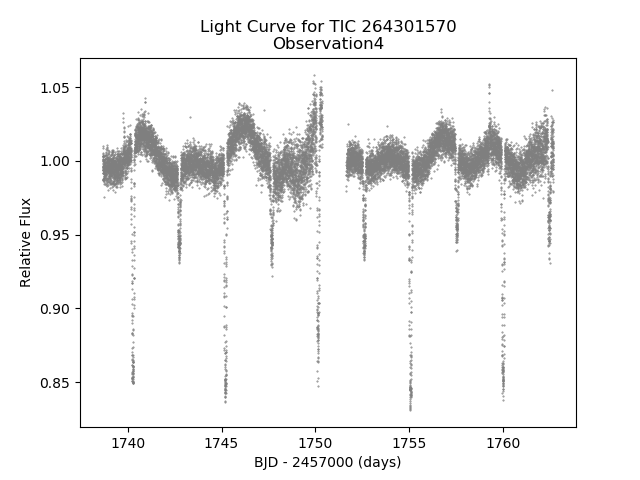 Light Curve for TIC 264301570
Observation4
1.05
1.00
0.95
0.90
0.85
Relative Flux
1740
1745
1750
1755
1760
BJD - 2457000 (days)